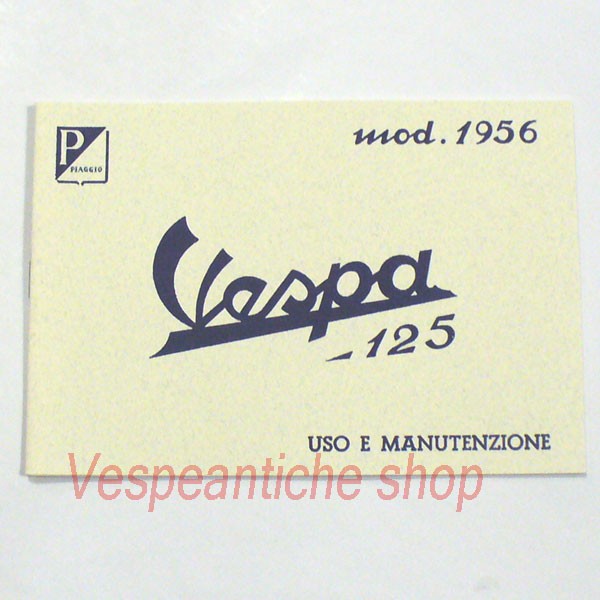 P
PIAGGIO
mod. 1956
Vespa
125
USO E MANUTENZIONE
Vespeantiche shop